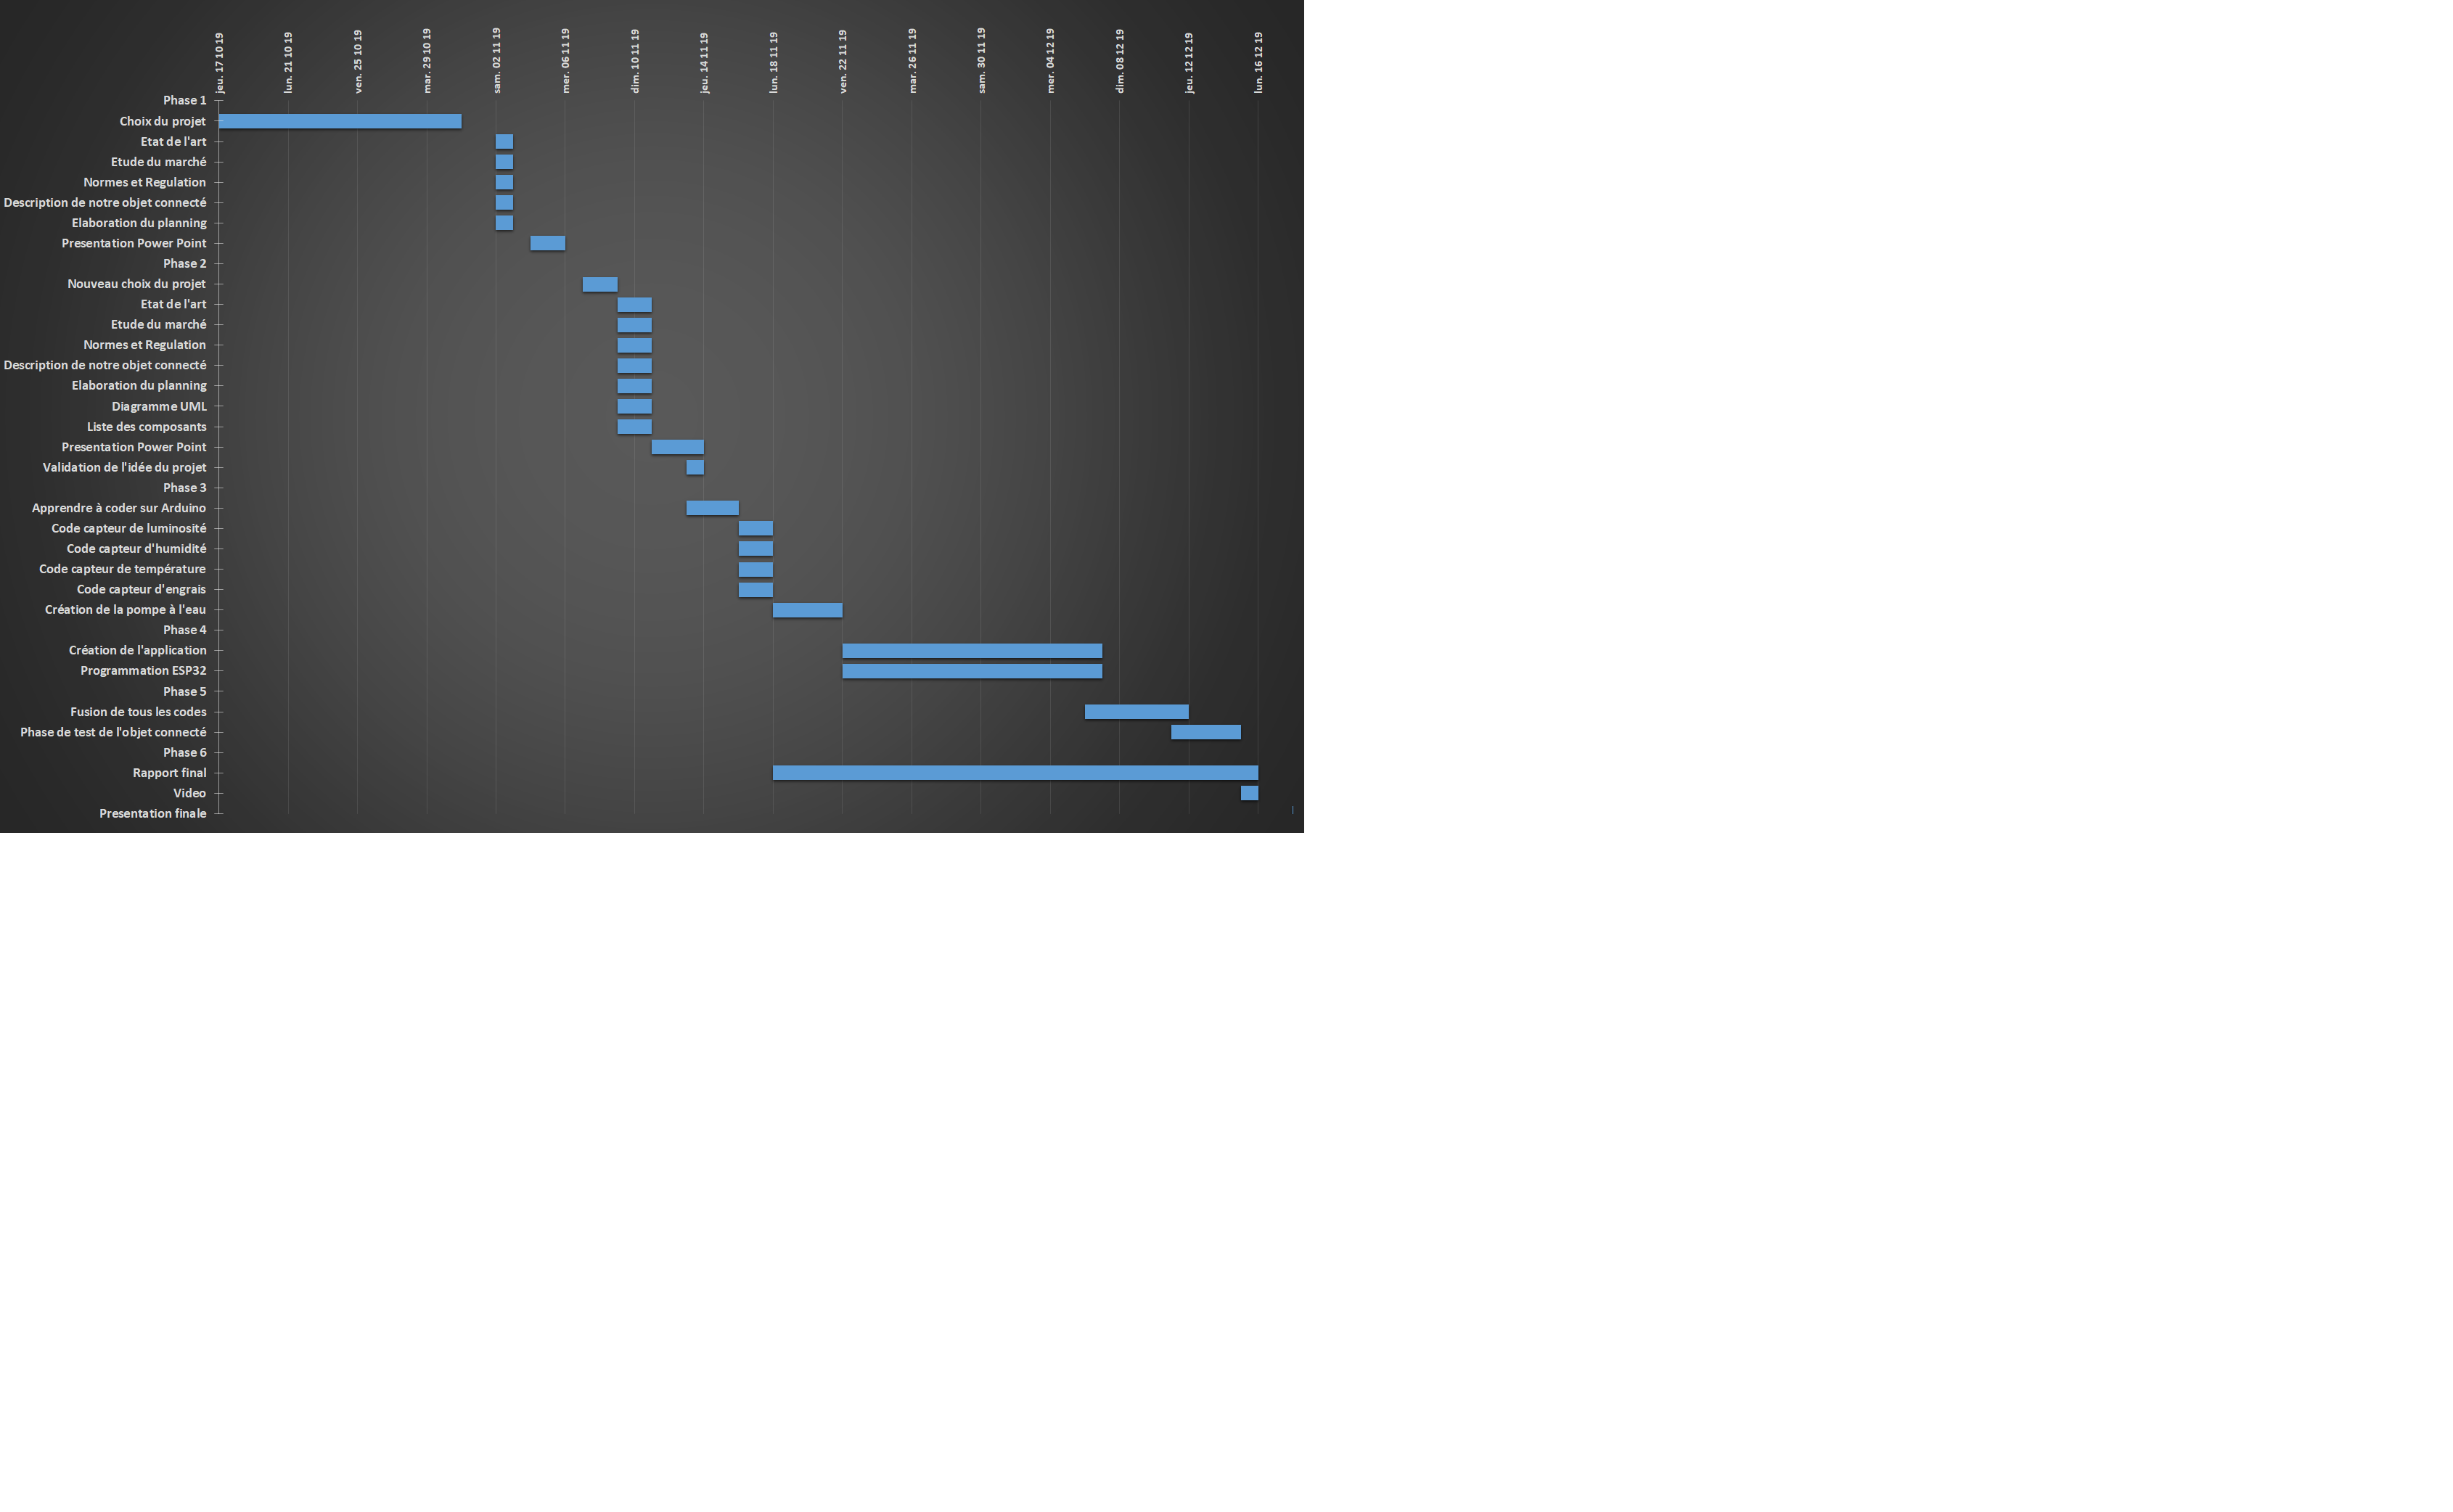 jeu. 17 10 19
lun. 21 10 19
ven. 25 10 19
mar. 29 10 19
sam. 02 11 19
mer. 06 11 19
dim. 10 11 19
jeu. 14 11 19
lun. 18 11 19
ven. 22 11 19
mar. 26 11 19
sam. 30 11 19
mer. 04 12 19
dim. 08 12 19
jeu. 12 12 19
lun. 16 12 19
Phase 1
Choix du projet
Etat de l'art
Etude du marché
Normes et Regulation
Description de notre objet connecté
Elaboration du planning
Presentation Power Point
Phase 2
Nouveau choix du projet
Etat de l'art
Etude du marché
Normes et Regulation
Description de notre objet connecté
Elaboration du planning
Diagramme UML
Liste des composants
Presentation Power Point
Validation de l'idée du projet
Phase 3
Apprendre à coder sur Arduino
Code capteur de luminosité
Code capteur d'humidité
Code capteur de température
Code capteur d'engrais
Création de la pompe à l'eau
Phase 4
Création de l'application
Programmation ESP32
Phase 5
Fusion de tous les codes
Phase de test de l'objet connecté
Phase 6
Rapport final
Video
Presentation finale